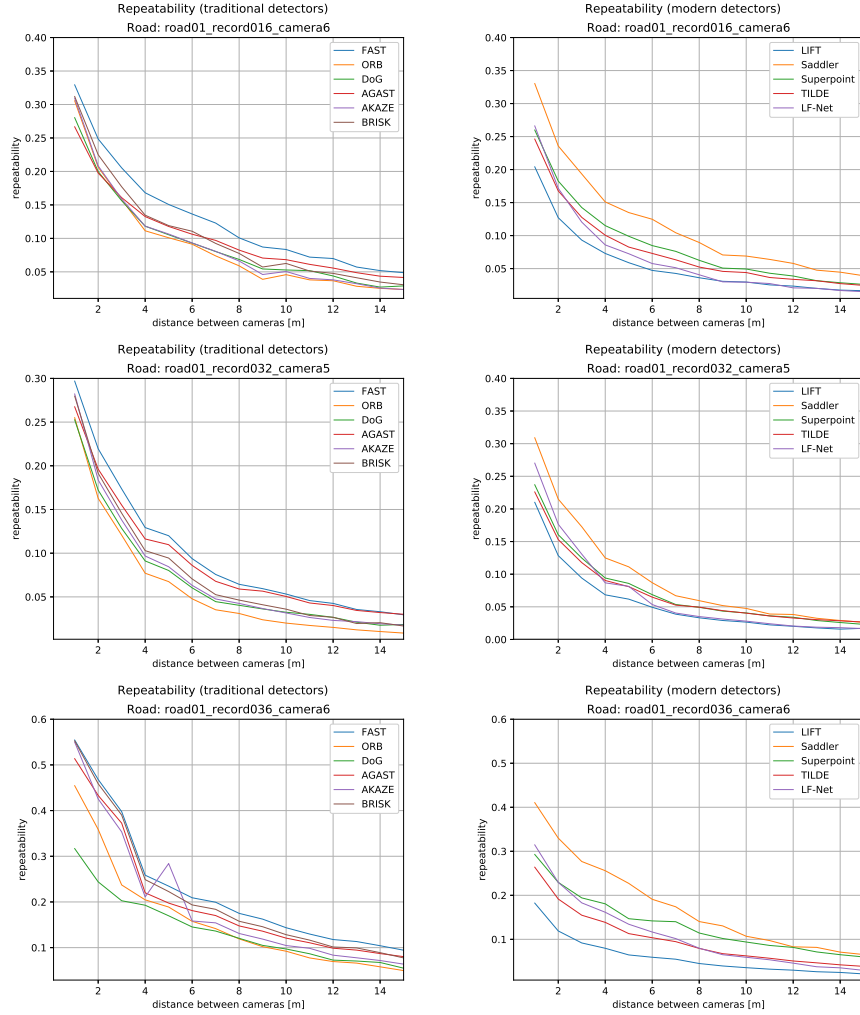 Repeatability (traditional detectors)
Road: road01_record016_camera6
0.40
0.35
0.30
0.25
0.20
0.15
0.10
0.05
repeatability
2 4 6 8 10 12 14
distance between cameras [m]
FAST
ORB
DoG
AGAST
AKAZE
BRISK
Repeatability (modern detectors)
Road: road01_record016_camera6
0.40
0.35
0.30
0.25
0.20
0.15
0.10
0.05
repeatability
2 4 6 8 10 12 14
distance between cameras [m]
LIFT
Saddler
Superpoint
TILDE
LF-Net
Repeatability (traditional detectors)
Road: road01_record032_camera5
0.30
0.25
0.20
0.15
0.10
0.05
repeatability
2 4 6 8 10 12 14
distance between cameras [m]
FAST
ORB
DoG
AGAST
AKAZE
BRISK
Repeatability (modern detectors)
Road: road01_record032_camera5
0.40
0.35
0.30
0.25
0.20
0.15
0.10
0.05
0.00
repeatability
2 4 6 8 10 12 14
distance between cameras [m]
LIFT
Saddler
Superpoint
TILDE
LF-Net
Repeatability (traditional detectors)
Road: road01_record036_camera6
0.6
0.5
0.4
0.3
0.2
0.1
repeatability
2 4 6 8 10 12 14
distance between cameras [m]
FAST
ORB
DoG
AGAST
AKAZE
BRISK
Repeatability (modern detectors)
Road: road01_record036_camera6
0.6
0.5
0.4
0.3
0.2
0.1
repeatability
2 4 6 8 10 12 14
distance between cameras [m]
LIFT
Saddler
Superpoint
TILDE
LF-Net